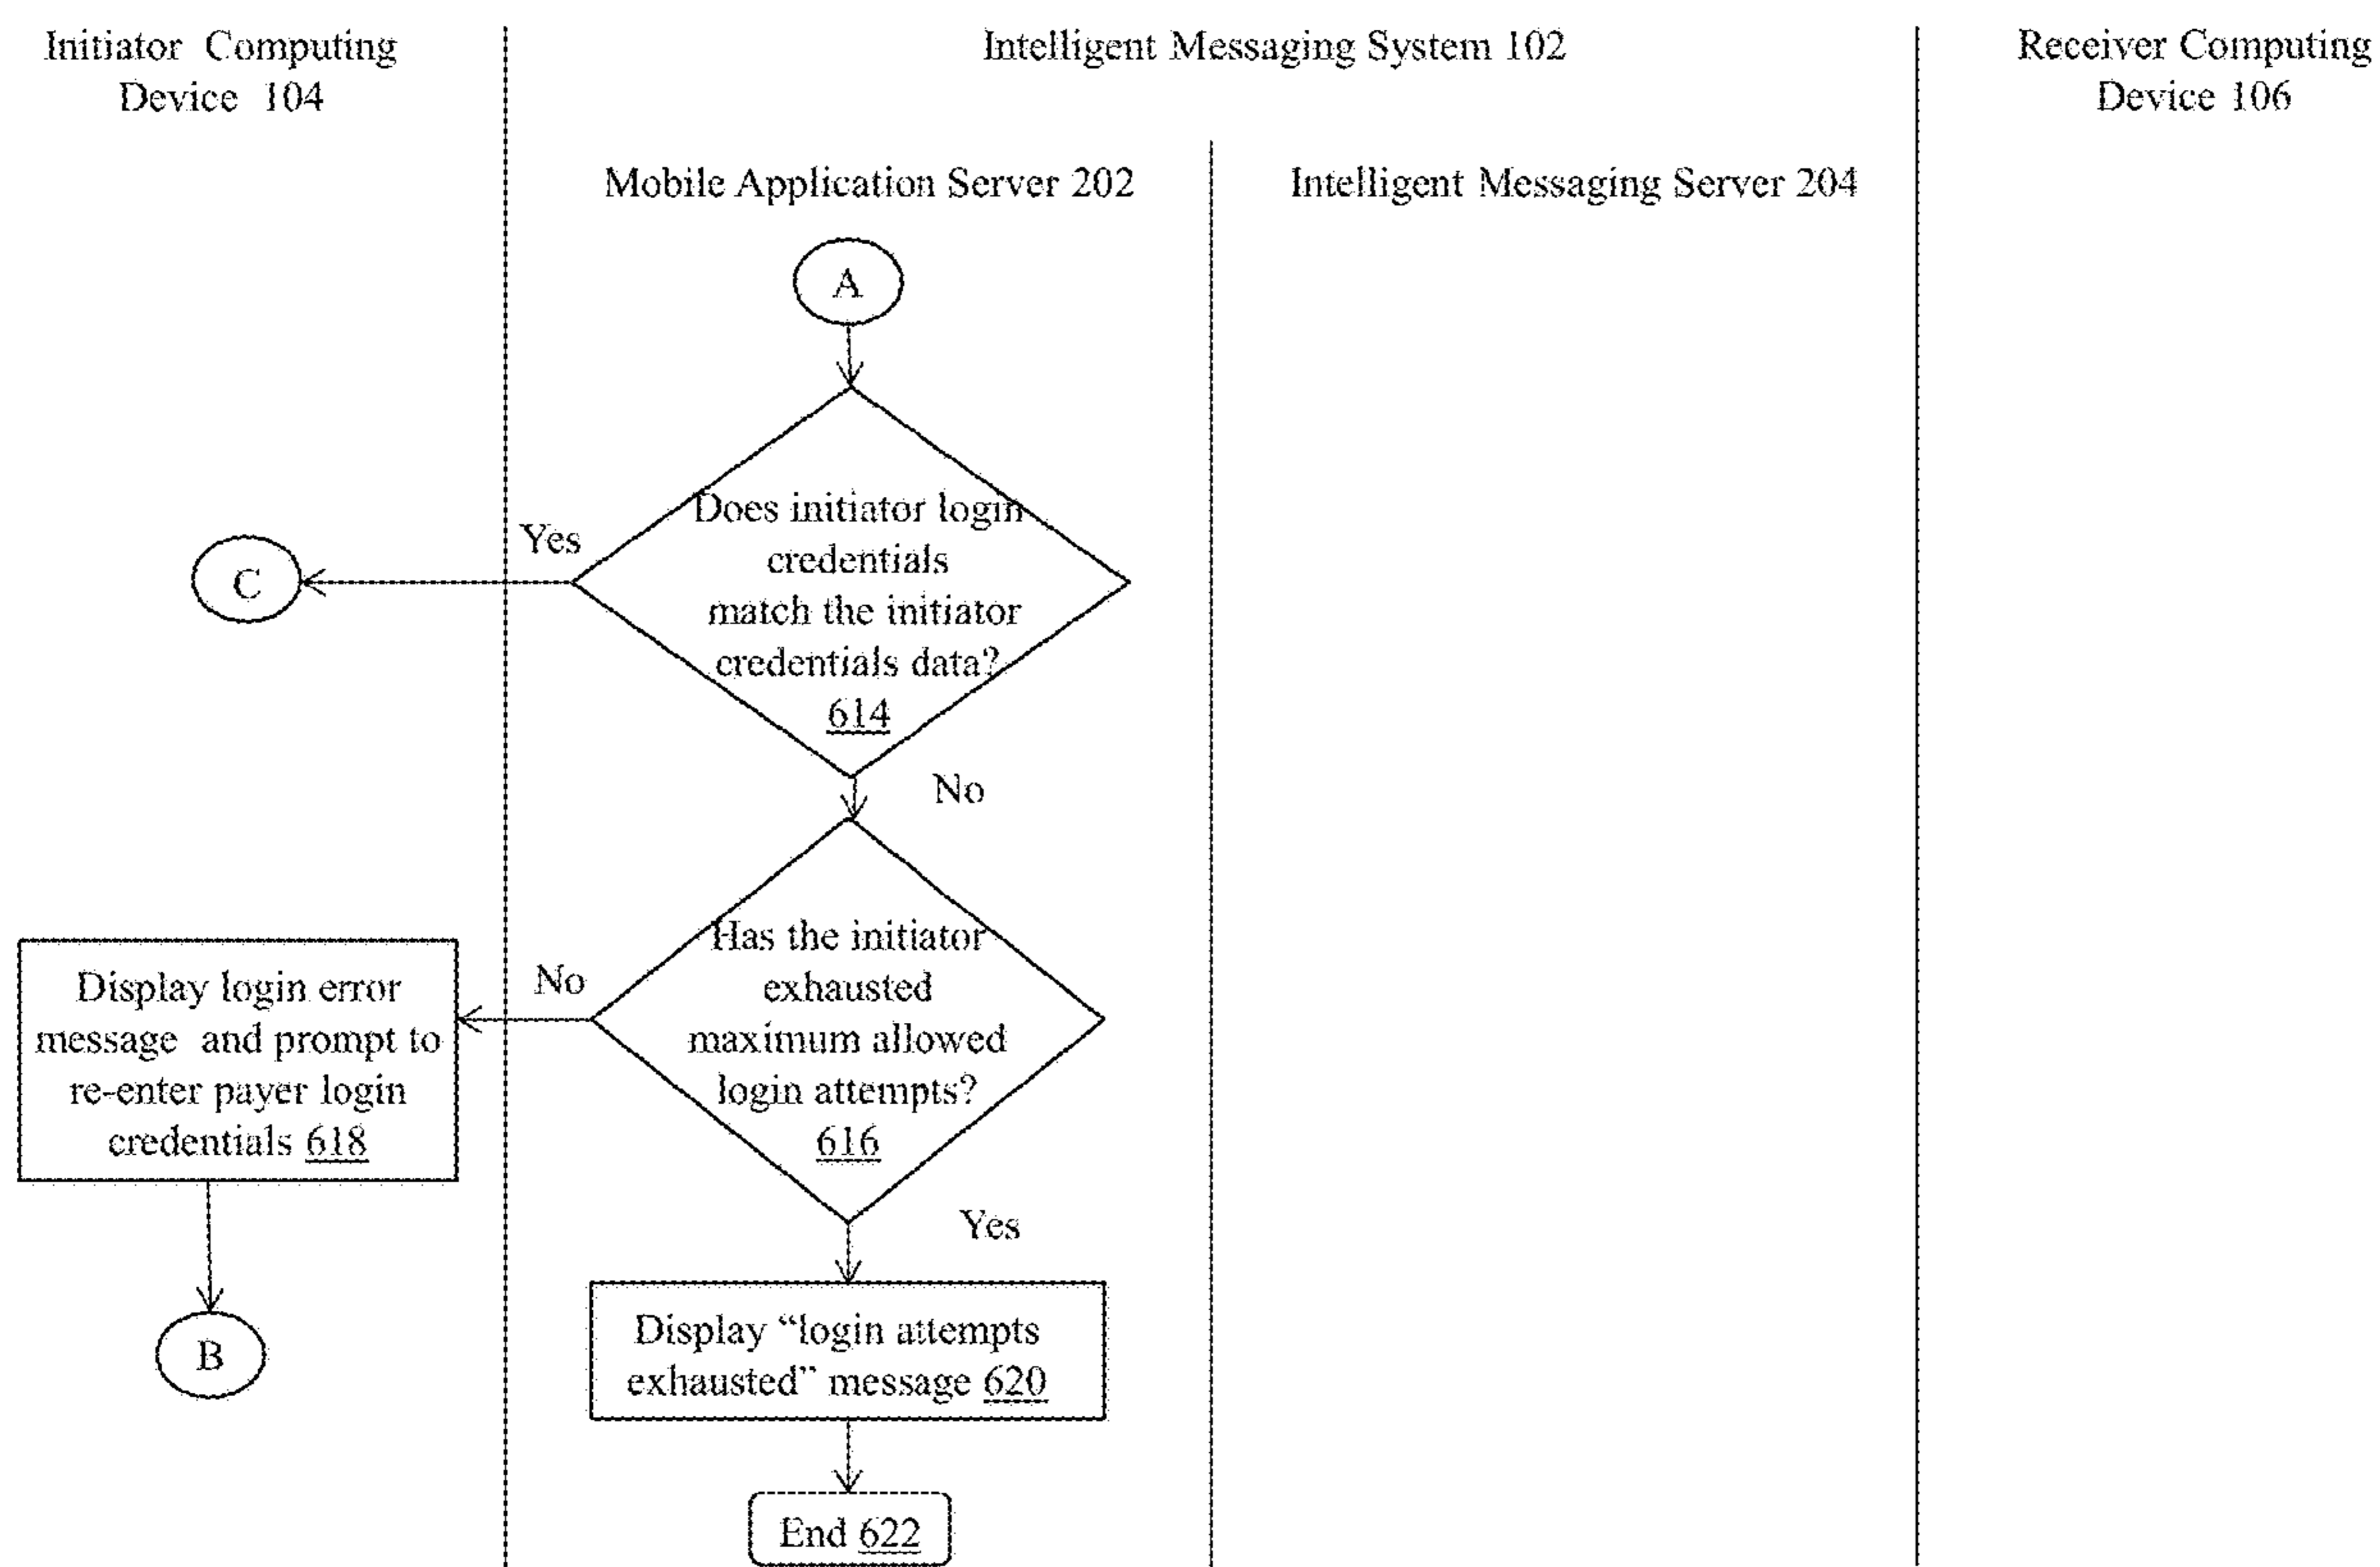 Initiator Computing
Device 104
Intelligent Messaging System 102
Receiver Computing
Device 106
Mobile Application Server 202
Intelligent Messaging Server 204
A
Does initiator login
credentials
match the initiator
credentials data?
614
Yes
C
No
Has the initiator
exhausted
maximum allowed
login attempts?
616
No
Display login error
message and prompt to
re-enter payer login
credentials 618
B
Yes
Display “login attempts
exhausted” message 620
End 622